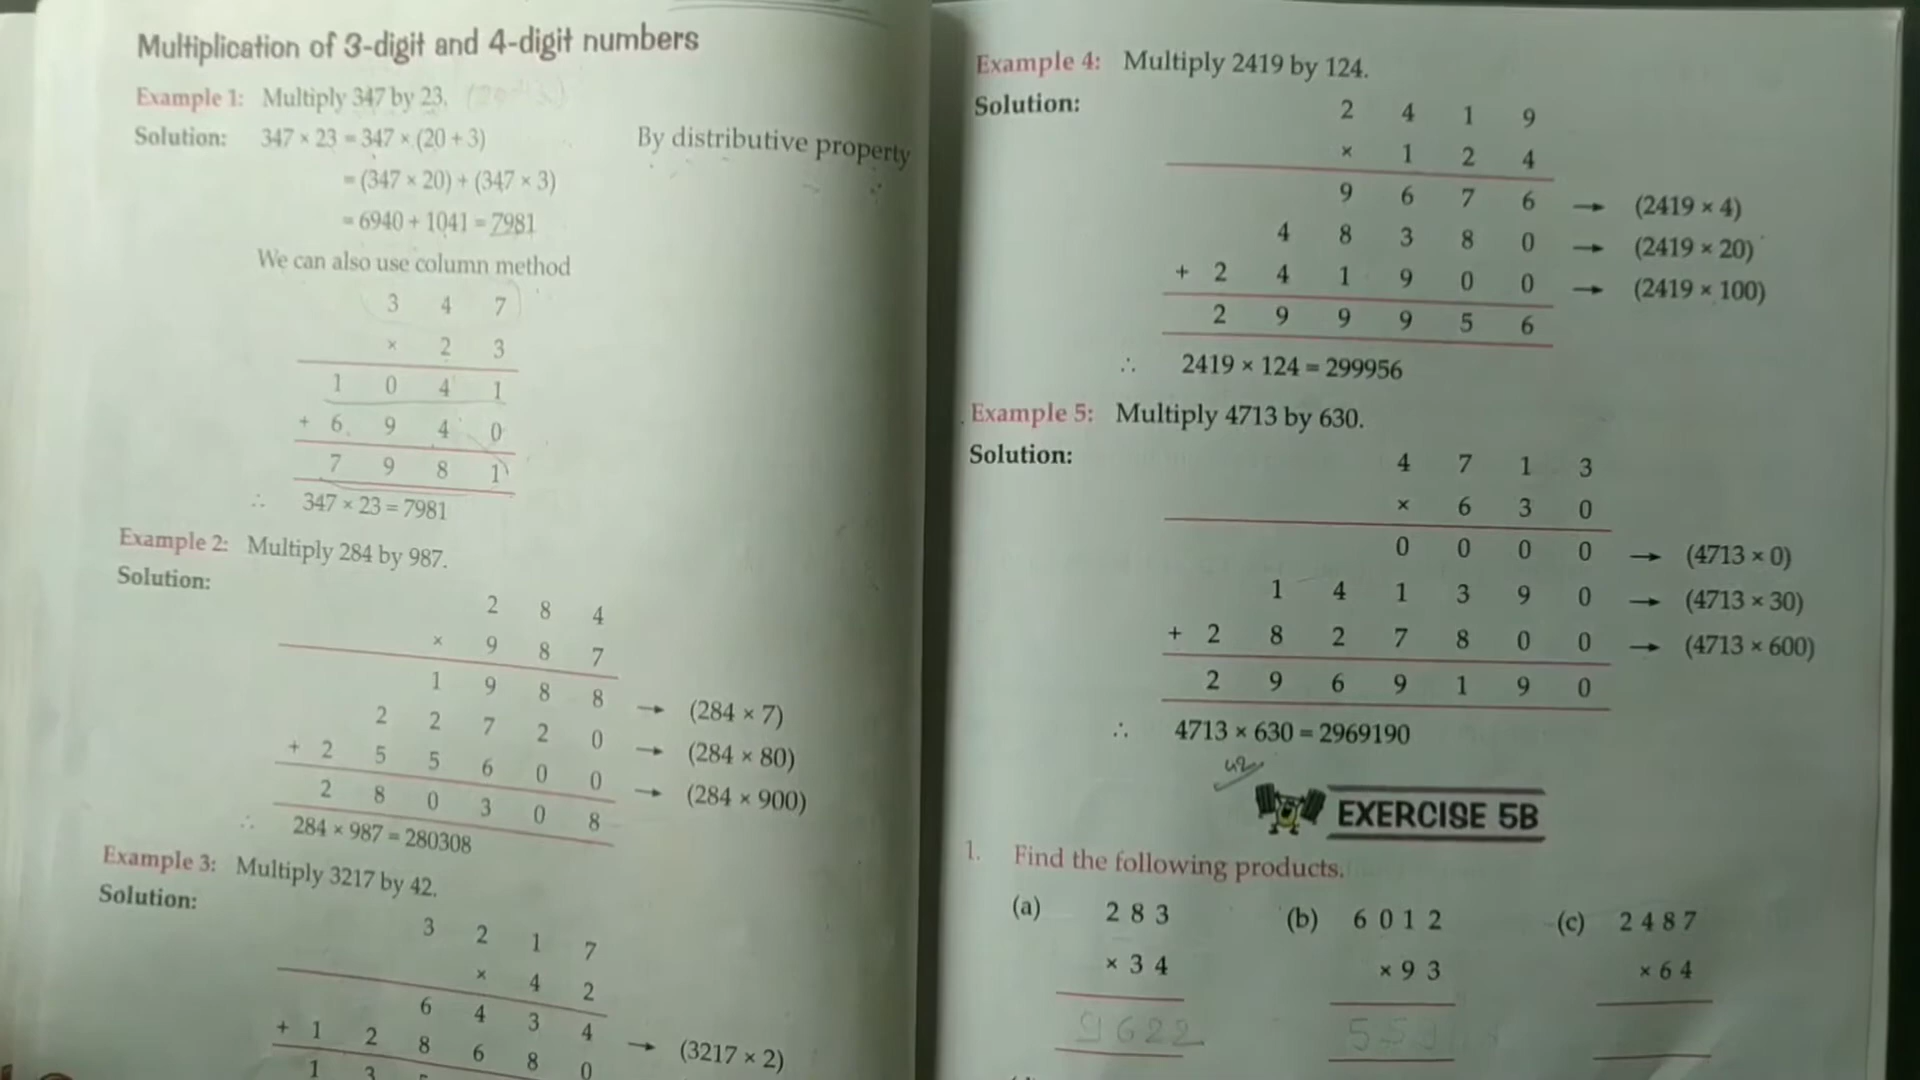 Multiplication of 3-digit and 4-digit numbers
Example 1: Multiply 347 by 23.
Solution: 347 × 23 = 347 × (20 + 3) By distributive property
= (347 × 20) + (347 × 3)
= 6940 + 1041 = 7981
We can also use column method
3 4 7
× 2 3
1 0 4 1
+ 6 9 4 0
7 9 8 1
∴ 347 × 23 = 7981
Example 2: Multiply 284 by 987.
Solution:
2 8 4
× 9 8 7
1 9 8 8 → (284 × 7)
2 2 7 2 0 → (284 × 80)
+ 2 5 5 6 0 0 → (284 × 900)
2 8 0 3 0 8
∴ 284 × 987 = 280308
Example 3: Multiply 3217 by 42.
Solution:
3 2 1 7
× 4 2
6 4 3 4 → (3217 × 2)
+ 1 2 8 6 8 0
1 3
Example 4: Multiply 2419 by 124.
Solution:
2 4 1 9
× 1 2 4
9 6 7 6 → (2419 × 4)
4 8 3 8 0 → (2419 × 20)
+ 2 4 1 9 0 0 → (2419 × 100)
2 9 9 9 5 6
∴ 2419 × 124 = 299956
Example 5: Multiply 4713 by 630.
Solution:
4 7 1 3
× 6 3 0
0 0 0 0 → (4713 × 0)
1 4 1 3 9 0 → (4713 × 30)
+ 2 8 2 7 8 0 0 → (4713 × 600)
2 9 6 9 1 9 0
∴ 4713 × 630 = 2969190
42
EXERCISE 5B
1. Find the following products.
(a) 2 8 3 (b) 6 0 1 2 (c) 2 4 8 7
× 3 4 × 9 3 × 6 4
9622 559